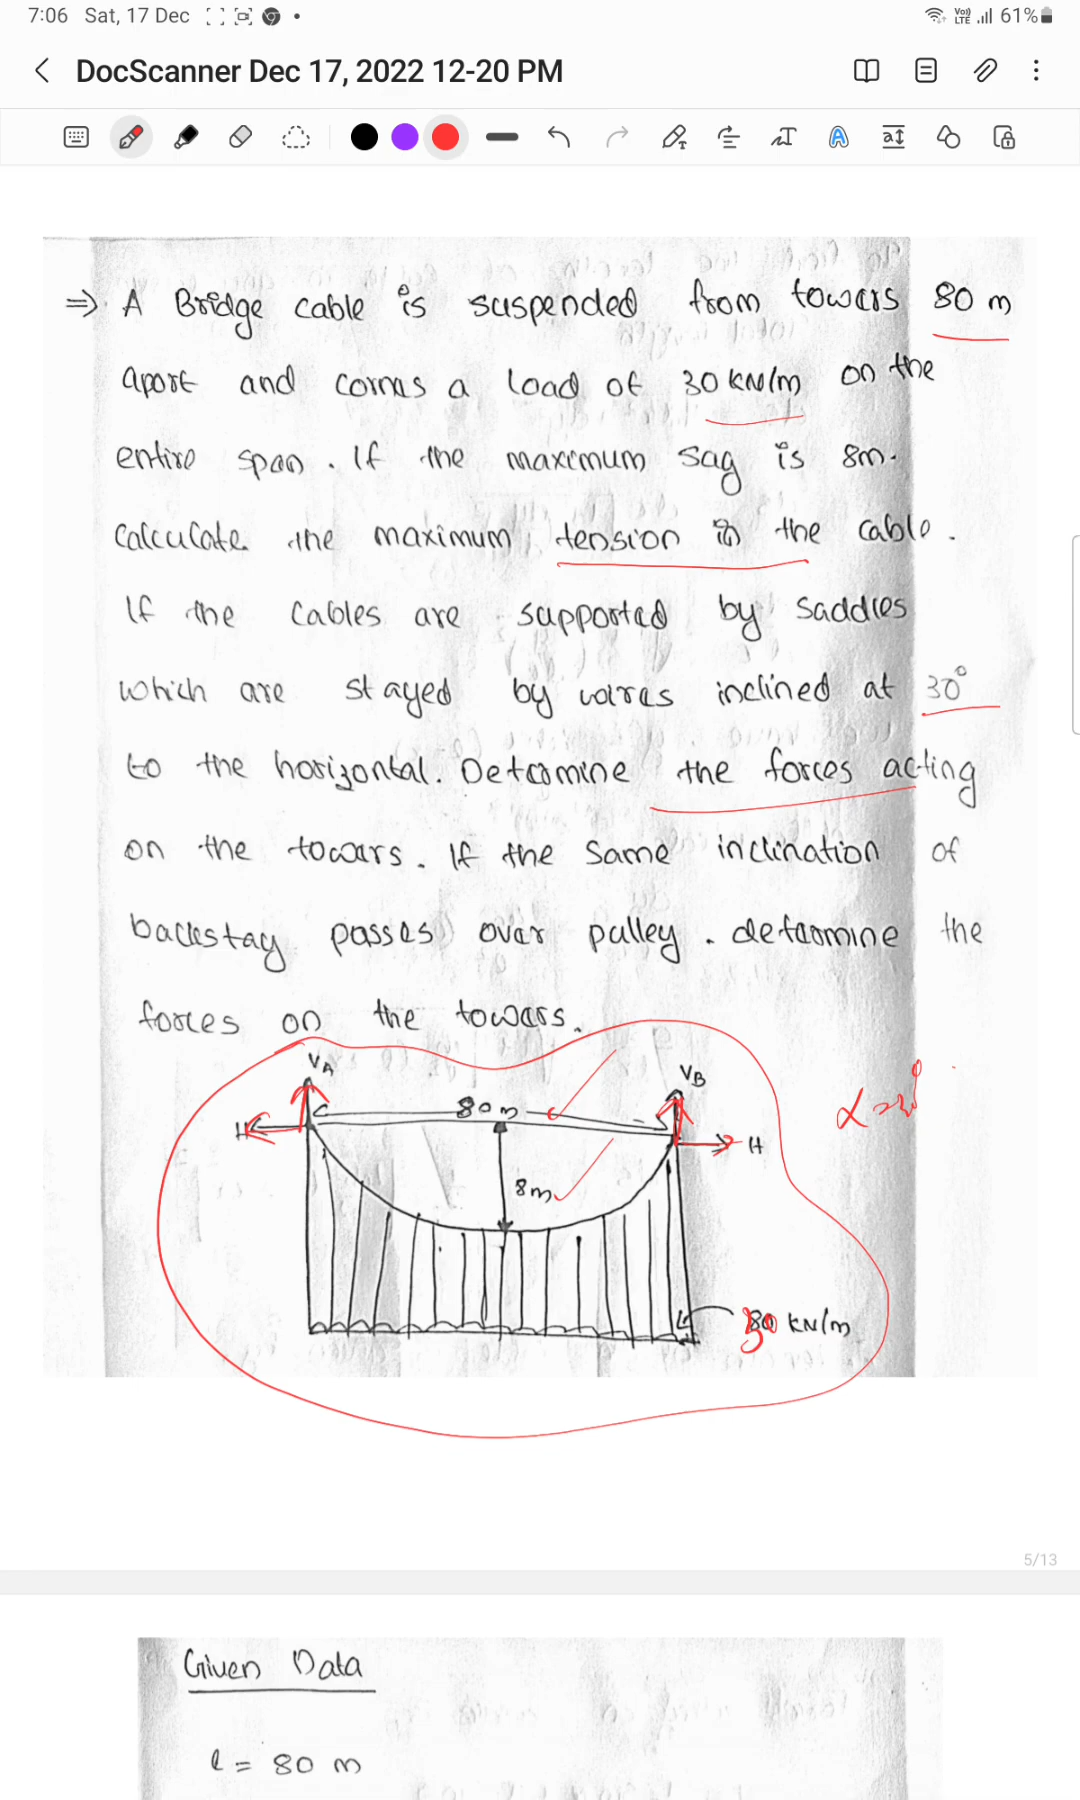 7:06 Sat, 17 Dec
Vo)) LTE 61%
DocScanner Dec 17, 2022 12-20 PM
⇒ A Bridge cable is suspended from towers 80 m
apart and carries a load of 30 KN/m on the
entire span. If the maximum sag is 8m.
Calculate the maximum tension in the cable.
If the cables are supported by saddles
which are stayed by wires inclined at 30°
to the horizontal. Determine the forces acting
on the towers. If the same inclination of
backstay passes over pulley. determine the
forces on the towers.
VA
VB
80 m
H
H
8m
30 KN/m
5/13
Given Data
l = 80 m